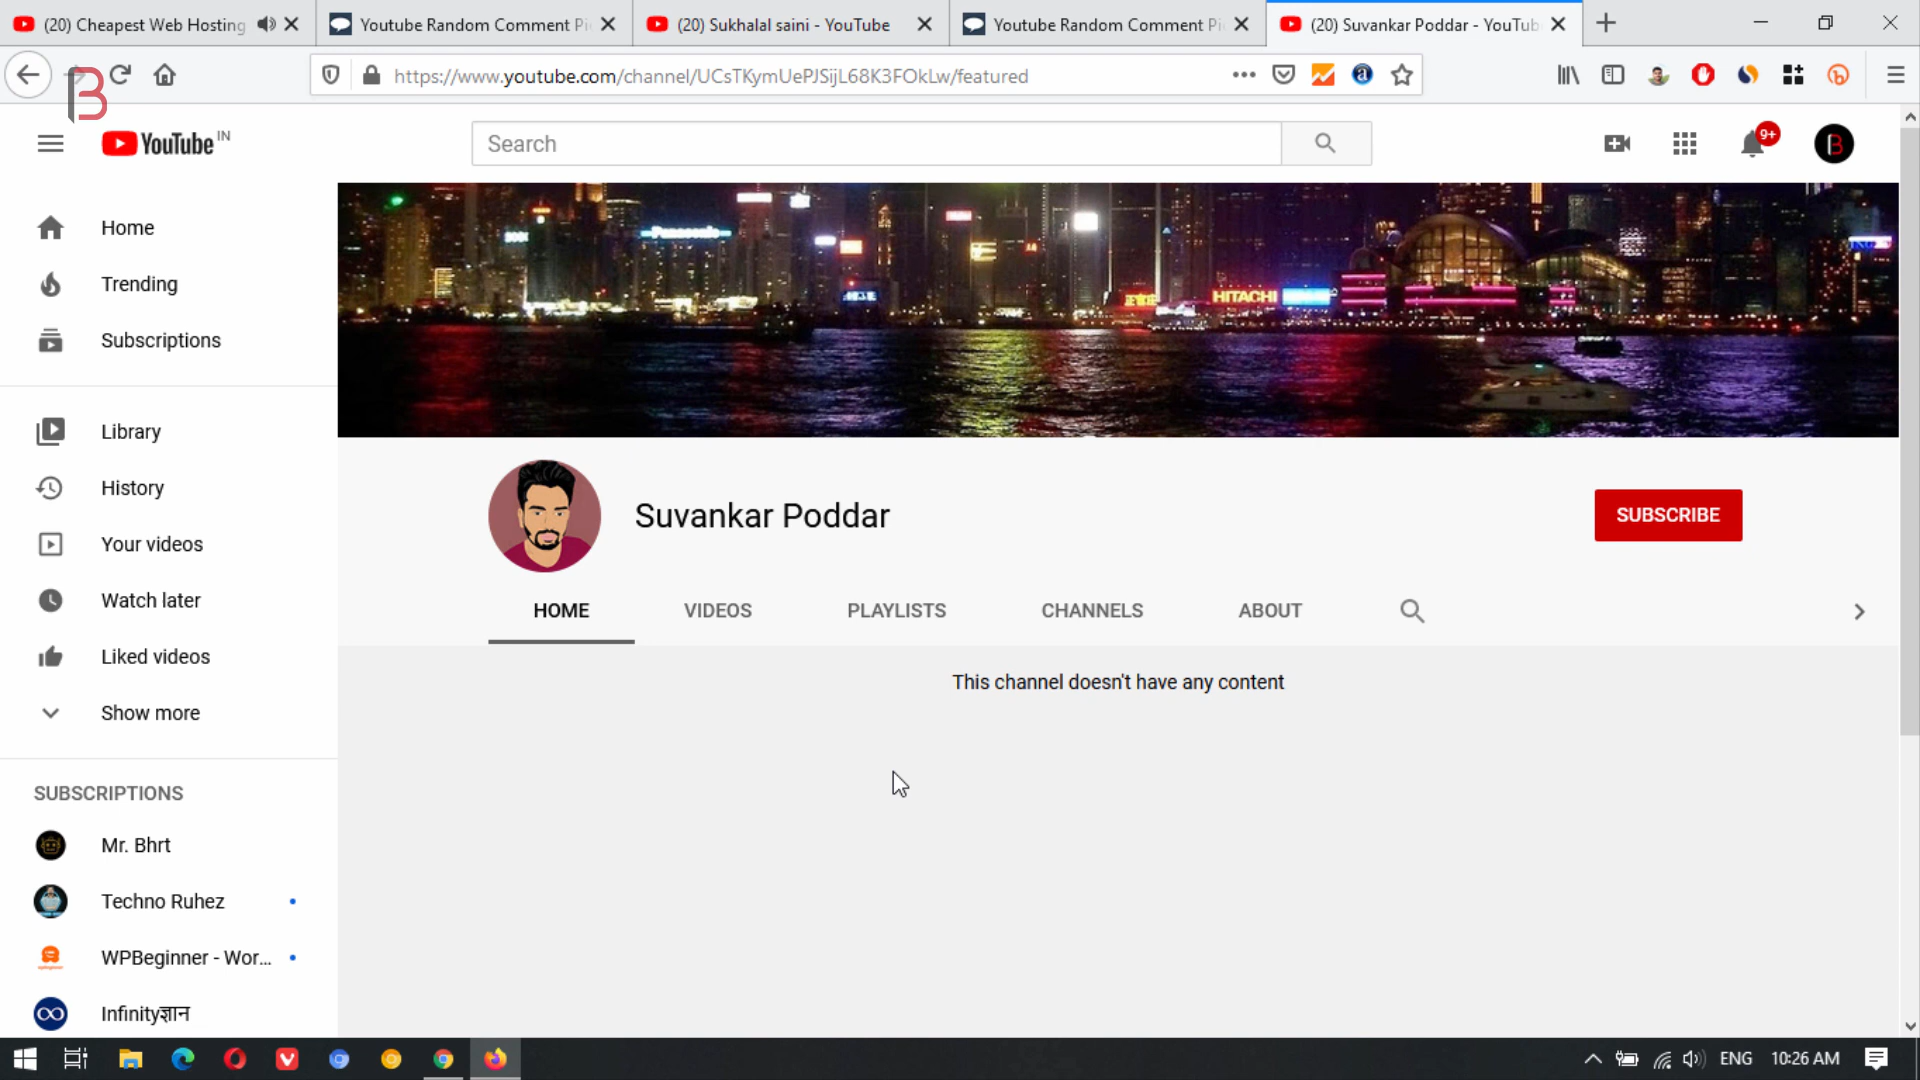 (20) Cheapest Web Hosting
Youtube Random Comment Pi
(20) Sukhalal saini - YouTube
Youtube Random Comment Pi
(20) Suvankar Poddar - YouTub
https://www.youtube.com/channel/UCsTKymUePJSijL68K3FOkLw/featured
YouTube IN
Search
9+
Home
Trending
Subscriptions
Library
History
Your videos
Watch later
Liked videos
Show more
SUBSCRIPTIONS
Mr. Bhrt
Techno Ruhez
WPBeginner - Wor...
Infinityज्ञान
Panasonic
HITACHI
Suvankar Poddar
SUBSCRIBE
HOME
VIDEOS
PLAYLISTS
CHANNELS
ABOUT
This channel doesn't have any content
ENG
10:26 AM